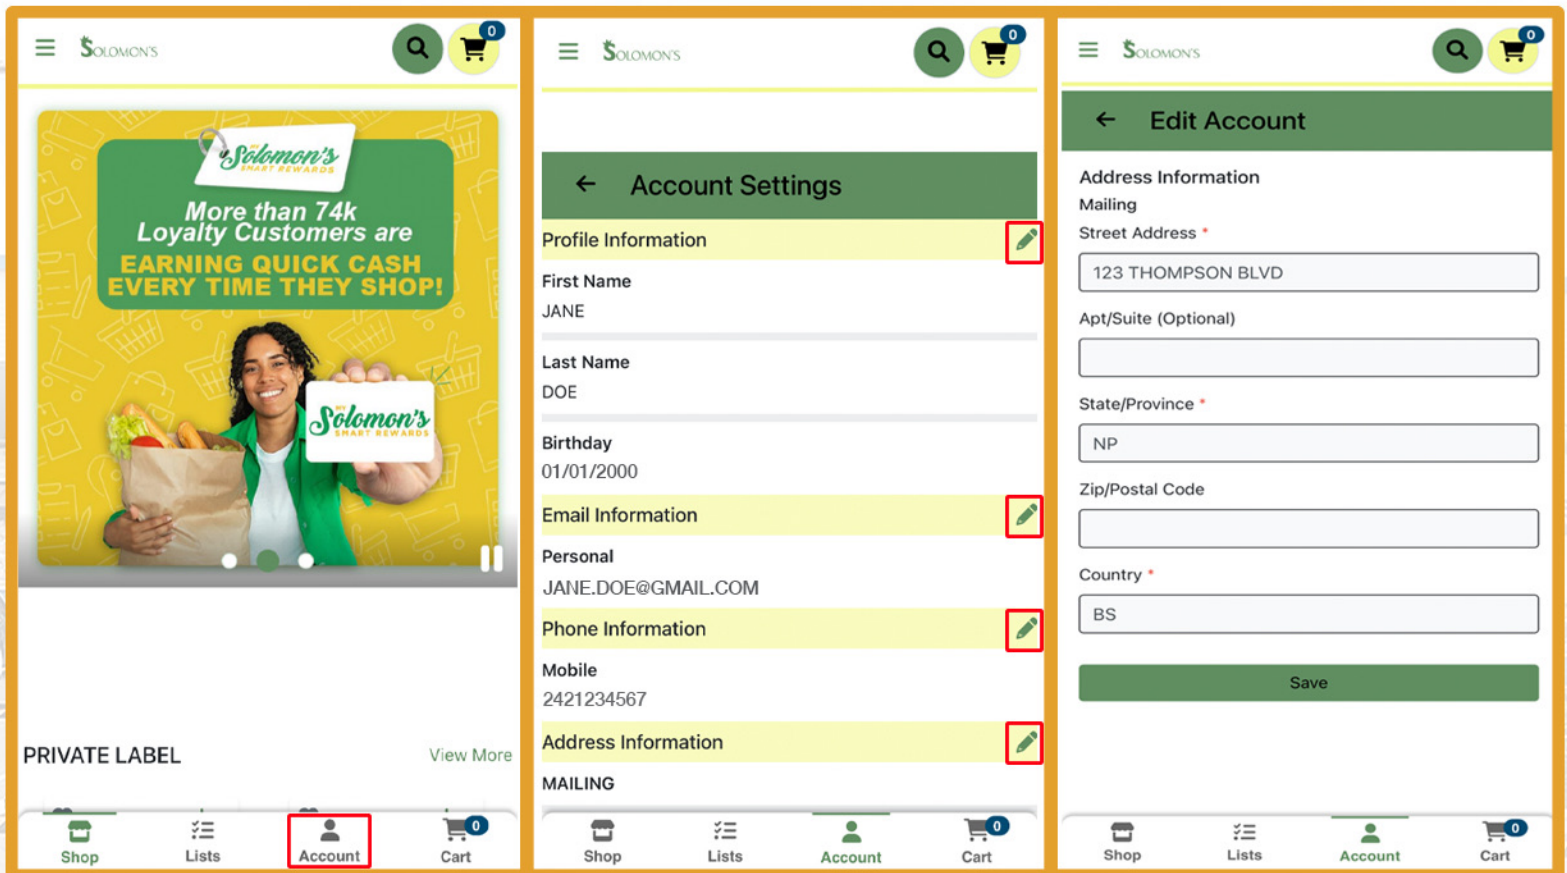 SOLOMON'S
0
MY
Solomon's
SMART REWARDS
More than 74k
Loyalty Customers are
EARNING QUICK CASH
EVERY TIME THEY SHOP!
MY
Solomon's
SMART REWARDS
PRIVATE LABEL
View More
Shop
Lists
Account
0
Cart
SOLOMON'S
0
Account Settings
Profile Information
First Name
JANE
Last Name
DOE
Birthday
01/01/2000
Email Information
Personal
JANE.DOE@GMAIL.COM
Phone Information
Mobile
2421234567
Address Information
MAILING
Shop
Lists
Account
0
Cart
SOLOMON'S
0
Edit Account
Address Information
Mailing
Street Address *
123 THOMPSON BLVD
Apt/Suite (Optional)
State/Province *
NP
Zip/Postal Code
Country *
BS
Save
Shop
Lists
Account
0
Cart